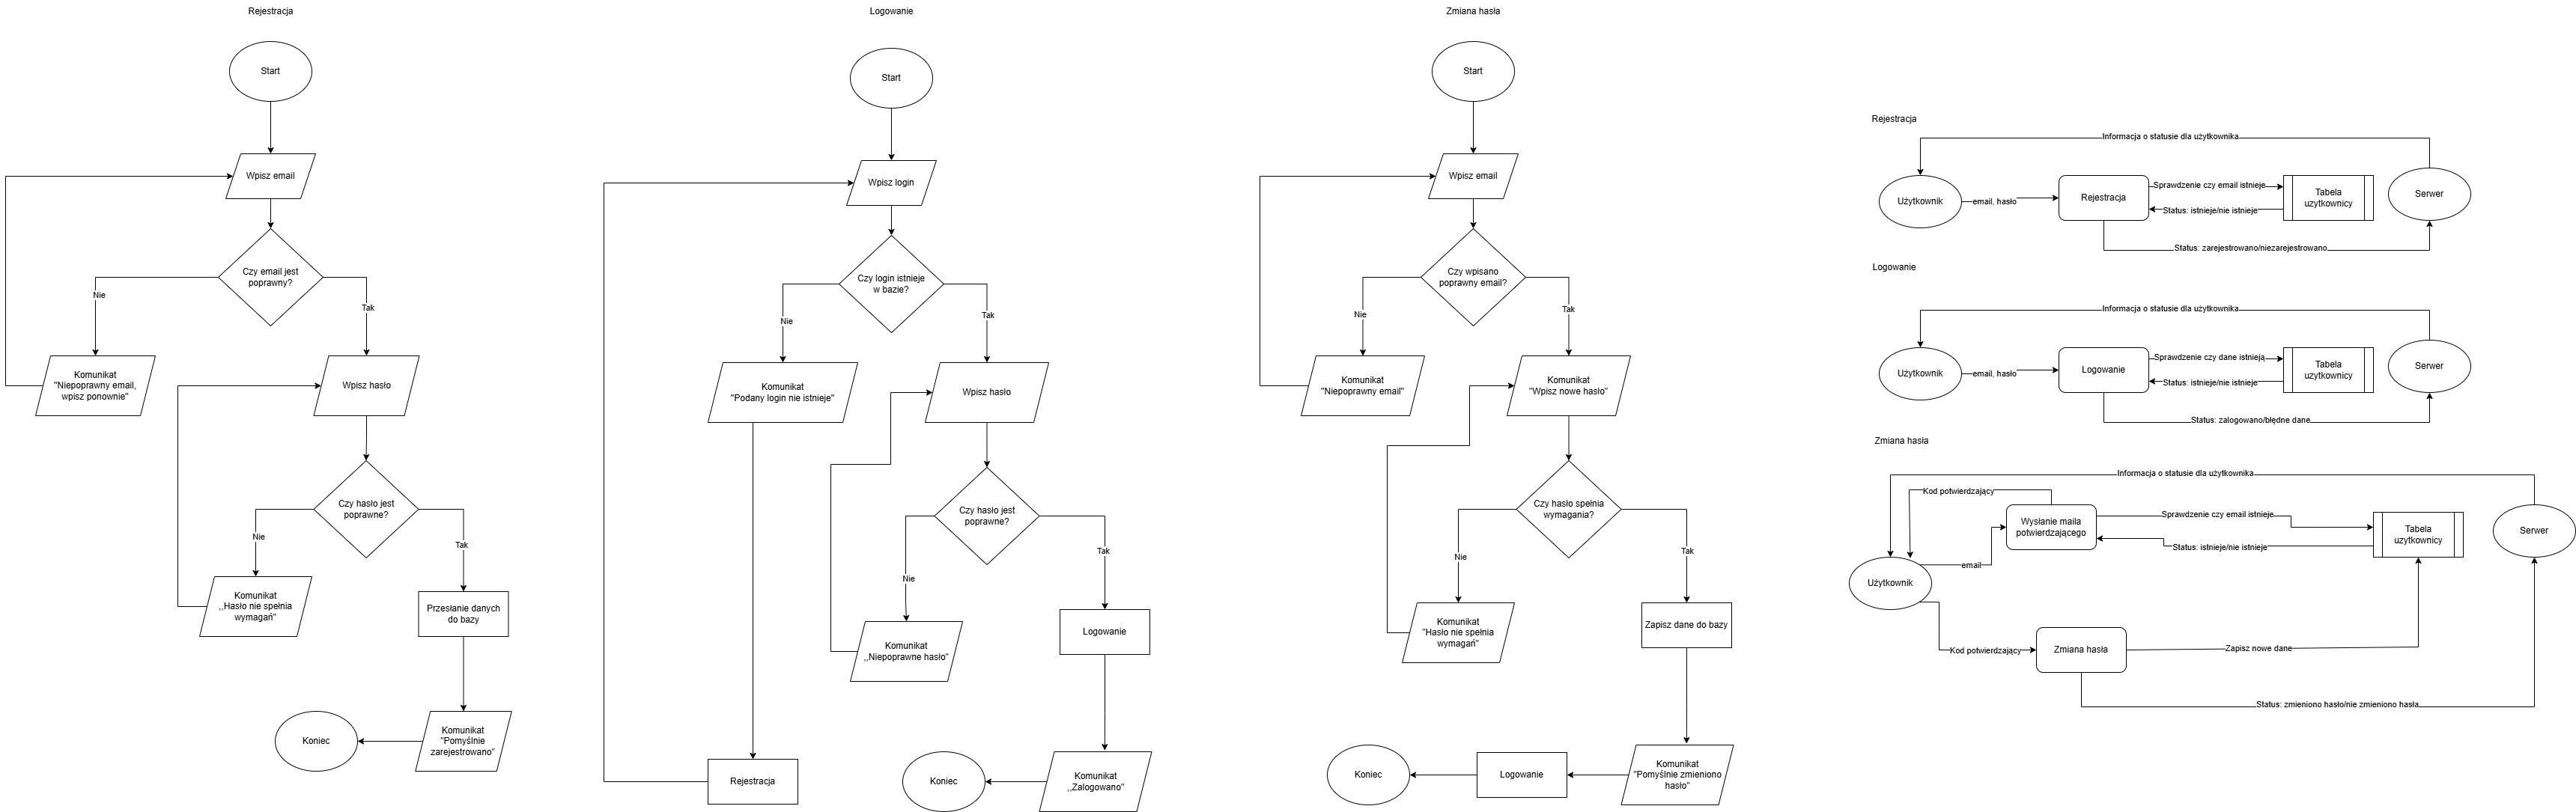 Rejestracja
Start
Wpisz email
Czy email jest
poprawny?
Nie
Tak
Komunikat
"Niepoprawny email,
wpisz ponownie"
Wpisz hasło
Czy hasło jest
poprawne?
Nie
Tak
Komunikat
,,Hasło nie spełnia
wymagań"
Przesłanie danych
do bazy
Komunikat
"Pomyślnie
zarejestrowano"
Koniec
Logowanie
Start
Wpisz login
Czy login istnieje
w bazie?
Nie
Tak
Komunikat
"Podany login nie istnieje"
Wpisz hasło
Czy hasło jest
poprawne?
Nie
Tak
Komunikat
,,Niepoprawne hasło"
Logowanie
Rejestracja
Komunikat
,,Zalogowano"
Koniec
Zmiana hasła
Start
Wpisz email
Czy wpisano
poprawny email?
Nie
Tak
Komunikat
"Niepoprawny email"
Komunikat
"Wpisz nowe hasło"
Czy hasło spełnia
wymagania?
Nie
Tak
Komunikat
"Hasło nie spełnia
wymagań"
Zapisz dane do bazy
Komunikat
"Pomyślnie zmieniono
hasło"
Logowanie
Koniec
Rejestracja
Informacja o statusie dla użytkownika
Użytkownik
email, hasło
Rejestracja
Sprawdzenie czy email istnieje
Status: istnieje/nie istnieje
Tabela
uzytkownicy
Serwer
Status: zarejestrowano/niezarejestrowano
Logowanie
Informacja o statusie dla użytkownika
Użytkownik
email, hasło
Logowanie
Sprawdzenie czy dane istnieją
Status: istnieje/nie istnieje
Tabela
uzytkownicy
Serwer
Status: zalogowano/błędne dane
Zmiana hasła
Informacja o statusie dla użytkownika
Kod potwierdzający
Wysłanie maila
potwierdzającego
Sprawdzenie czy email istnieje
Status: istnieje/nie istnieje
Tabela
uzytkownicy
Serwer
email
Użytkownik
Kod potwierdzający
Zmiana hasła
Zapisz nowe dane
Status: zmieniono hasło/nie zmieniono hasła